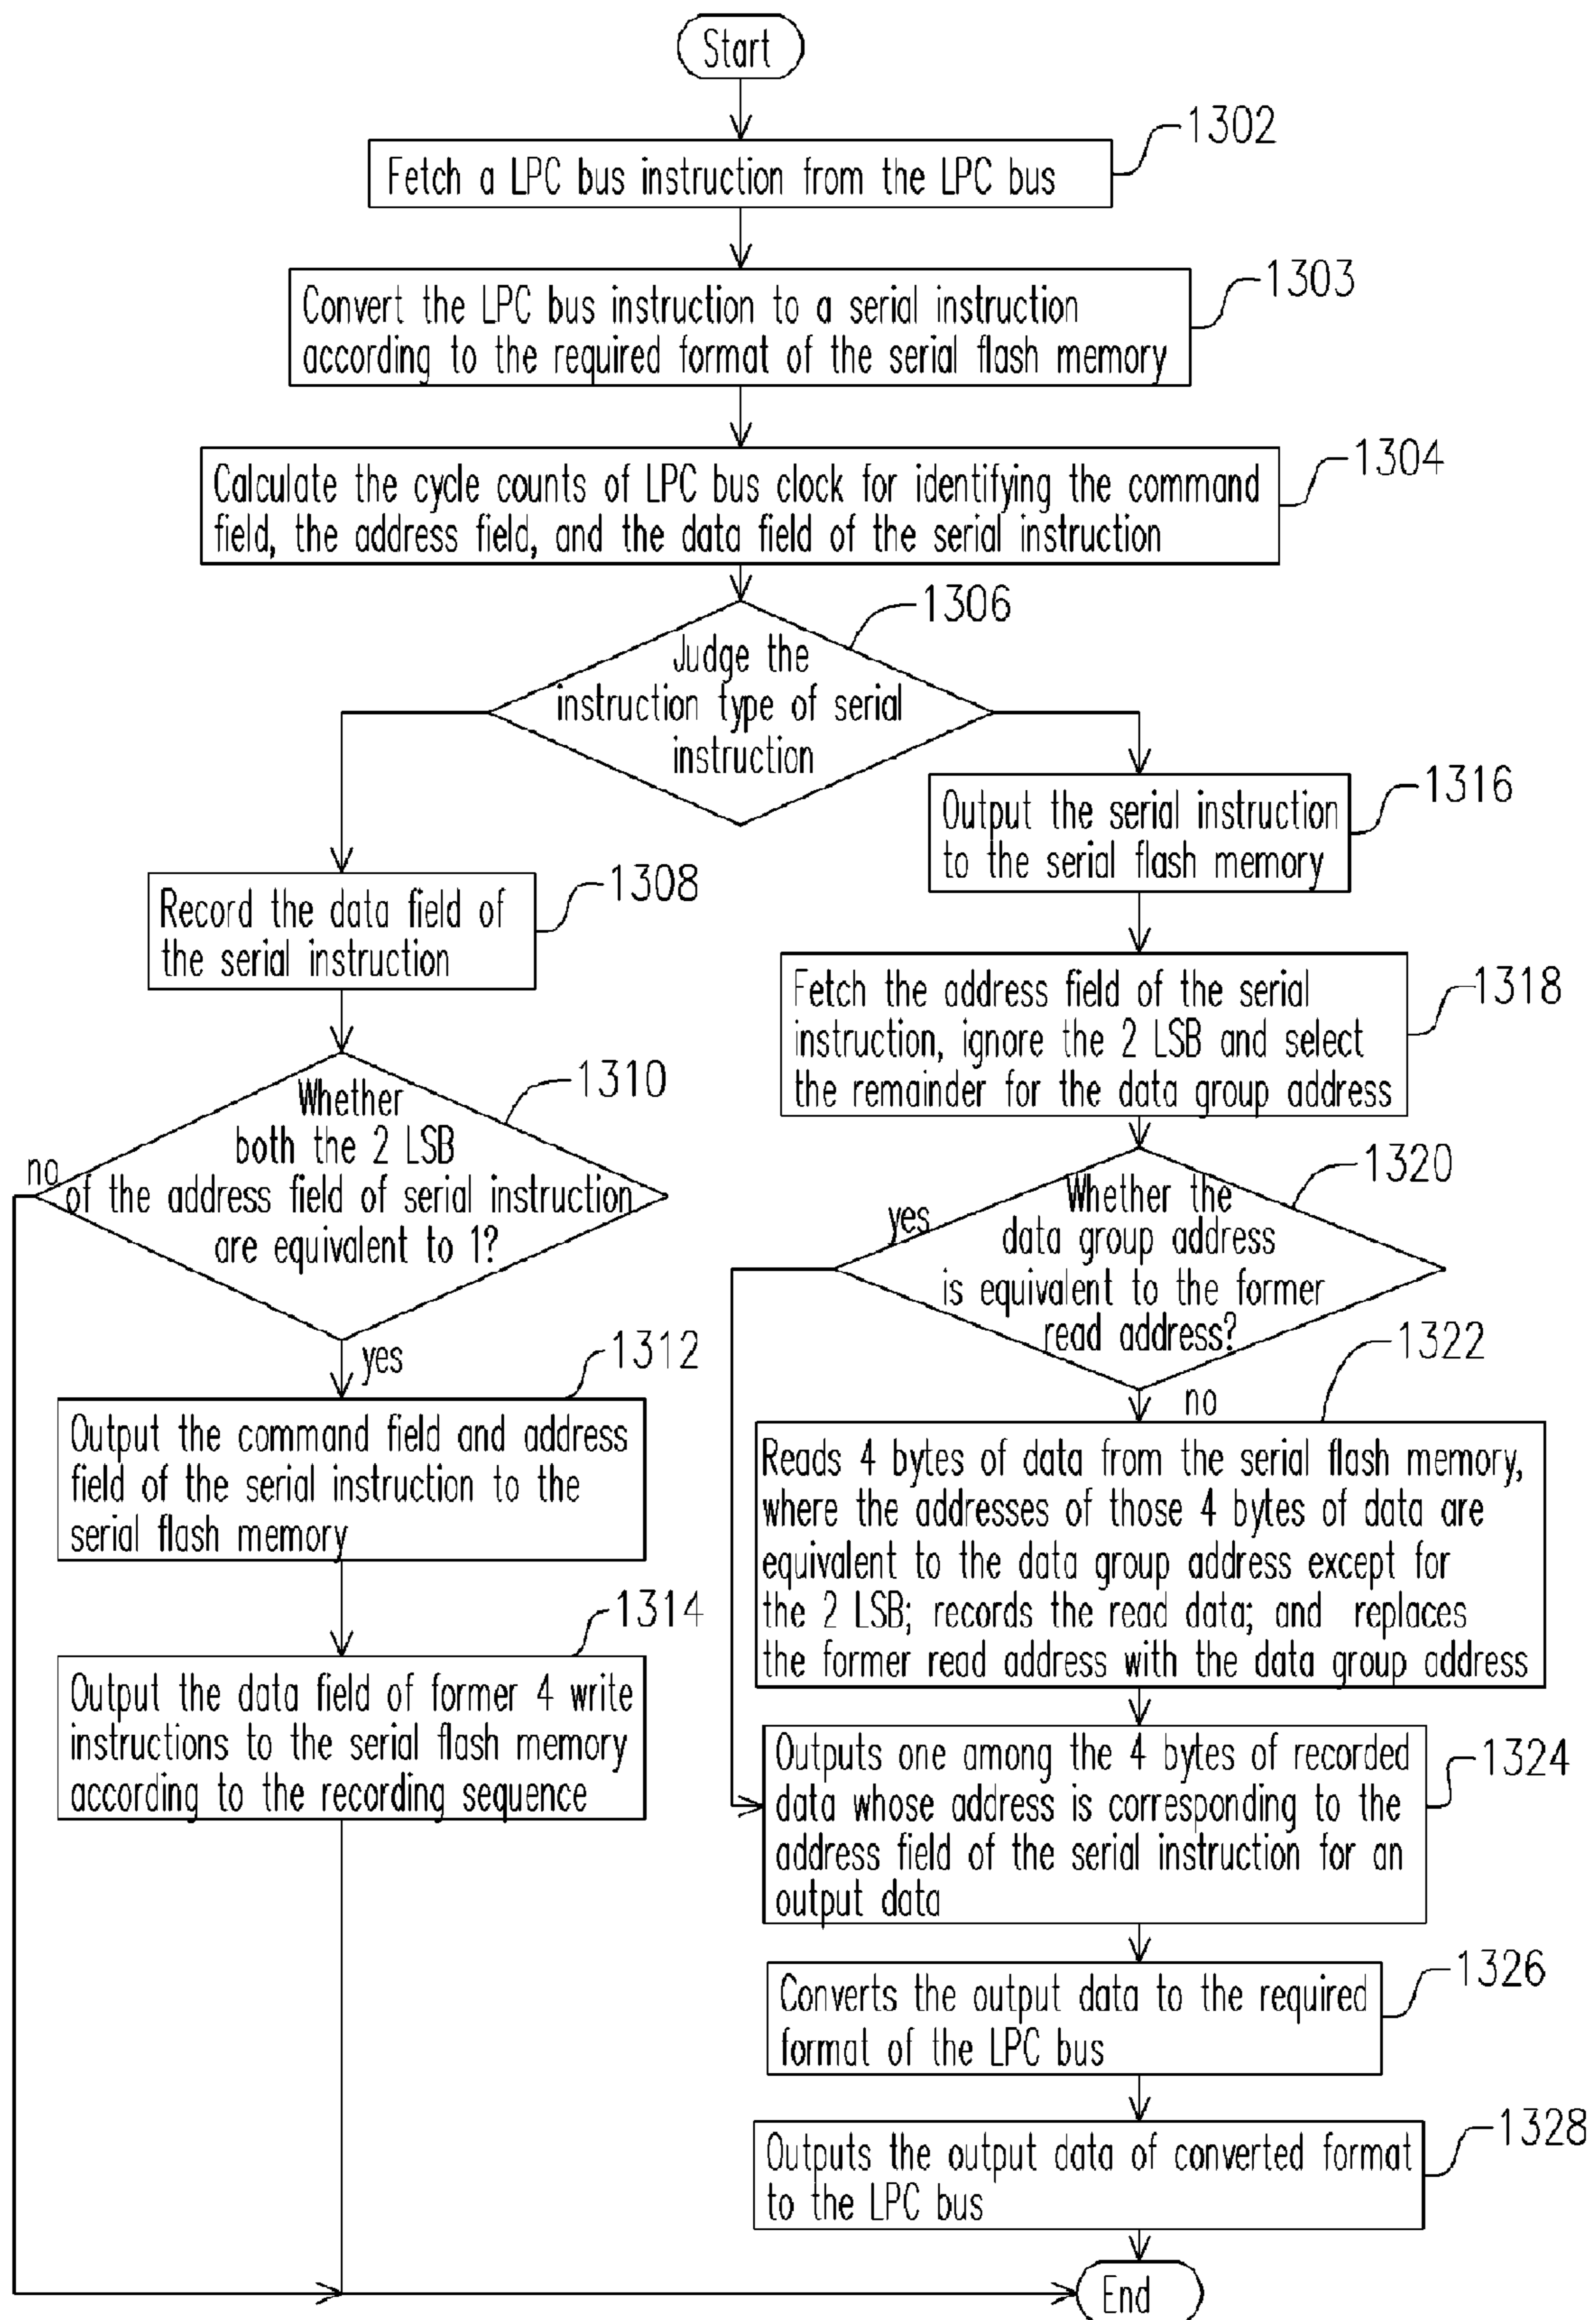 Start
1302
Fetch a LPC bus instruction from the LPC bus
1303
Convert the LPC bus instruction to a serial instruction
according to the required format of the serial flash memory
1304
Calculate the cycle counts of LPC bus clock for identifying the command
field, the address field, and the data field of the serial instruction
1306
Judge the
instruction type of serial
instruction
1316
Output the serial instruction
to the serial flash memory
1308
Record the data field of
the serial instruction
1318
Fetch the address field of the serial
instruction, ignore the 2 LSB and select
the remainder for the data group address
1310
Whether
both the 2 LSB
of the address field of serial instruction
are equivalent to 1?
no
yes
1320
Whether the
data group address
is equivalent to the former
read address?
yes
no
1312
Output the command field and address
field of the serial instruction to the
serial flash memory
1322
Reads 4 bytes of data from the serial flash memory,
where the addresses of those 4 bytes of data are
equivalent to the data group address except for
the 2 LSB; records the read data; and replaces
the former read address with the data group address
1314
Output the data field of former 4 write
instructions to the serial flash memory
according to the recording sequence
1324
Outputs one among the 4 bytes of recorded
data whose address is corresponding to the
address field of the serial instruction for an
output data
1326
Converts the output data to the required
format of the LPC bus
1328
Outputs the output data of converted format
to the LPC bus
End